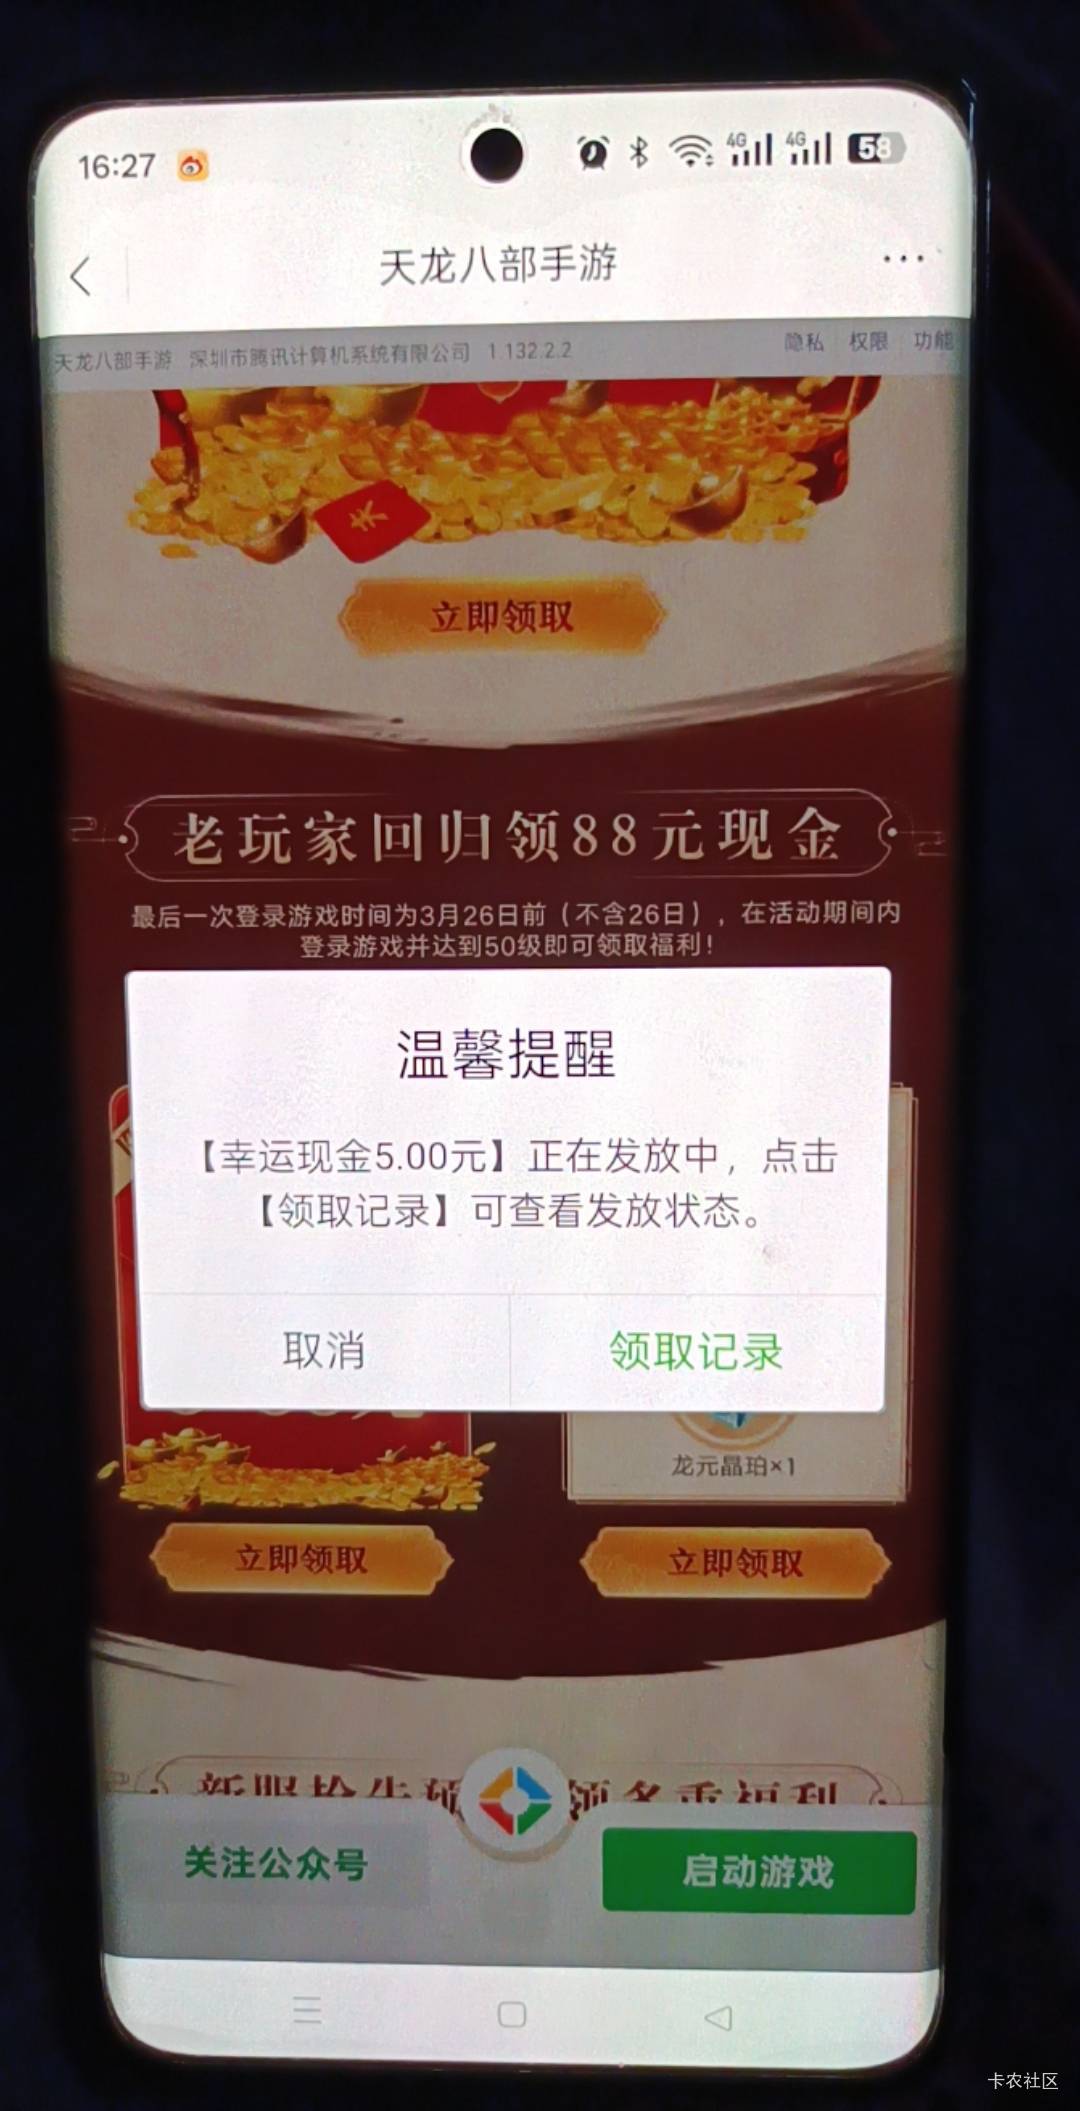 16:27
4G 4G 58
天龙八部手游
天龙八部手游 深圳市腾讯计算机系统有限公司 1.132.2.2 隐私 权限 功能
立即领取
老玩家回归领88元现金
最后一次登录游戏时间为3月26日前（不含26日），在活动期间内
登录游戏并达到50级即可领取福利！
温馨提醒
【幸运现金5.00元】正在发放中，点击
【领取记录】可查看发放状态。
取消 领取记录
龙元晶珀×1
立即领取 立即领取
关注公众号 启动游戏
卡农社区